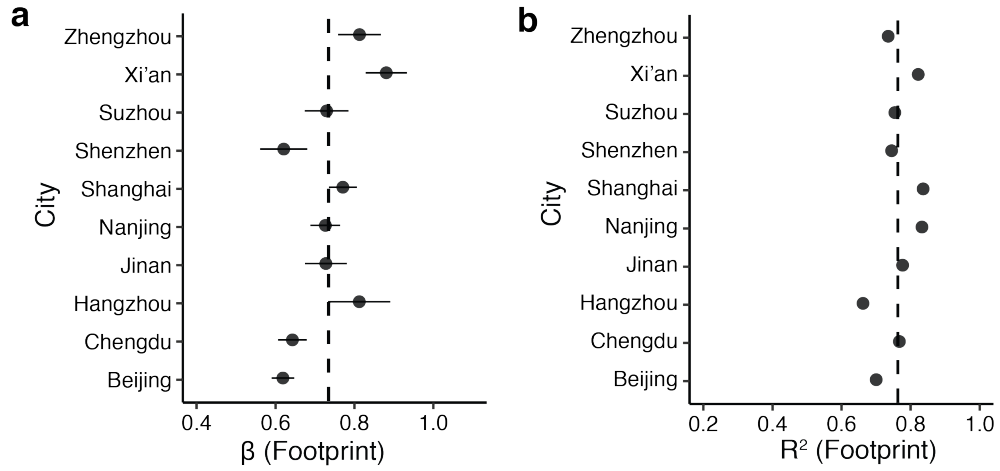 a
Zhengzhou
Xi’an
Suzhou
Shenzhen
Shanghai
Nanjing
Jinan
Hangzhou
Chengdu
Beijing
City
0.4 0.6 0.8 1.0
β (Footprint)
b
Zhengzhou
Xi’an
Suzhou
Shenzhen
Shanghai
Nanjing
Jinan
Hangzhou
Chengdu
Beijing
City
0.2 0.4 0.6 0.8 1.0
R² (Footprint)